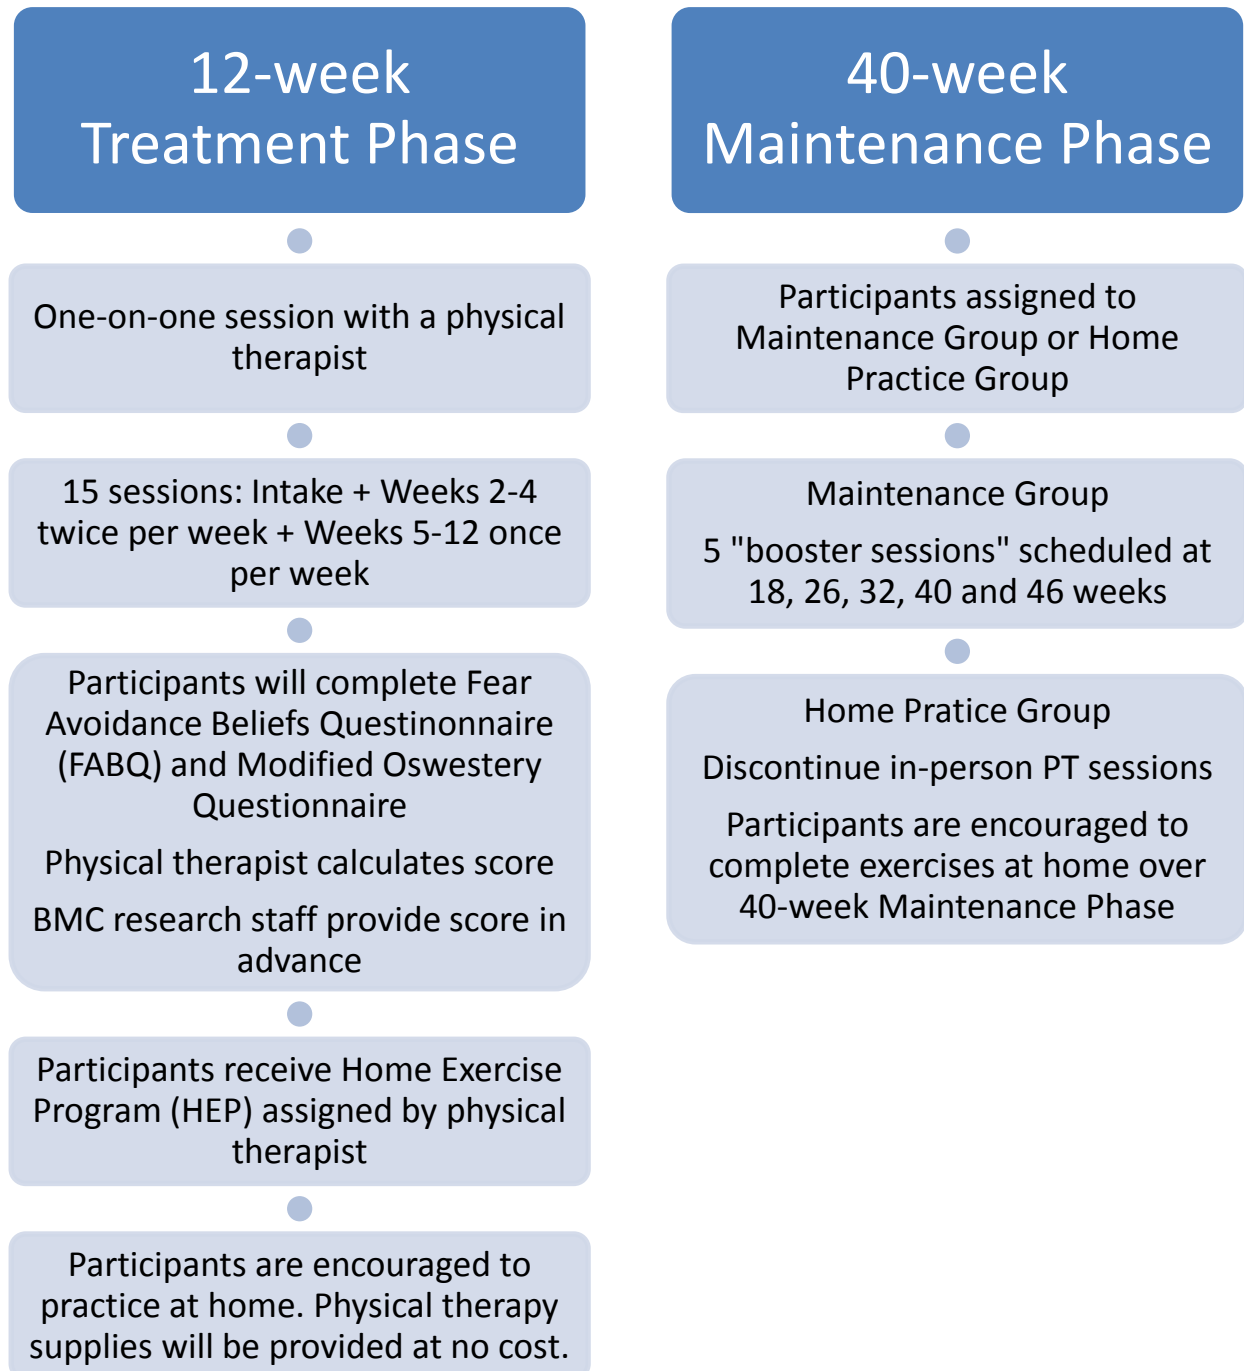 12-week
Treatment Phase
One-on-one session with a physical
therapist
15 sessions: Intake + Weeks 2-4
twice per week + Weeks 5-12 once
per week
Participants will complete Fear
Avoidance Beliefs Questinonnaire
(FABQ) and Modified Oswestery
Questionnaire
Physical therapist calculates score
BMC research staff provide score in
advance
Participants receive Home Exercise
Program (HEP) assigned by physical
therapist
Participants are encouraged to
practice at home. Physical therapy
supplies will be provided at no cost.
40-week
Maintenance Phase
Participants assigned to
Maintenance Group or Home
Practice Group
Maintenance Group
5 "booster sessions" scheduled at
18, 26, 32, 40 and 46 weeks
Home Pratice Group
Discontinue in-person PT sessions
Participants are encouraged to
complete exercises at home over
40-week Maintenance Phase